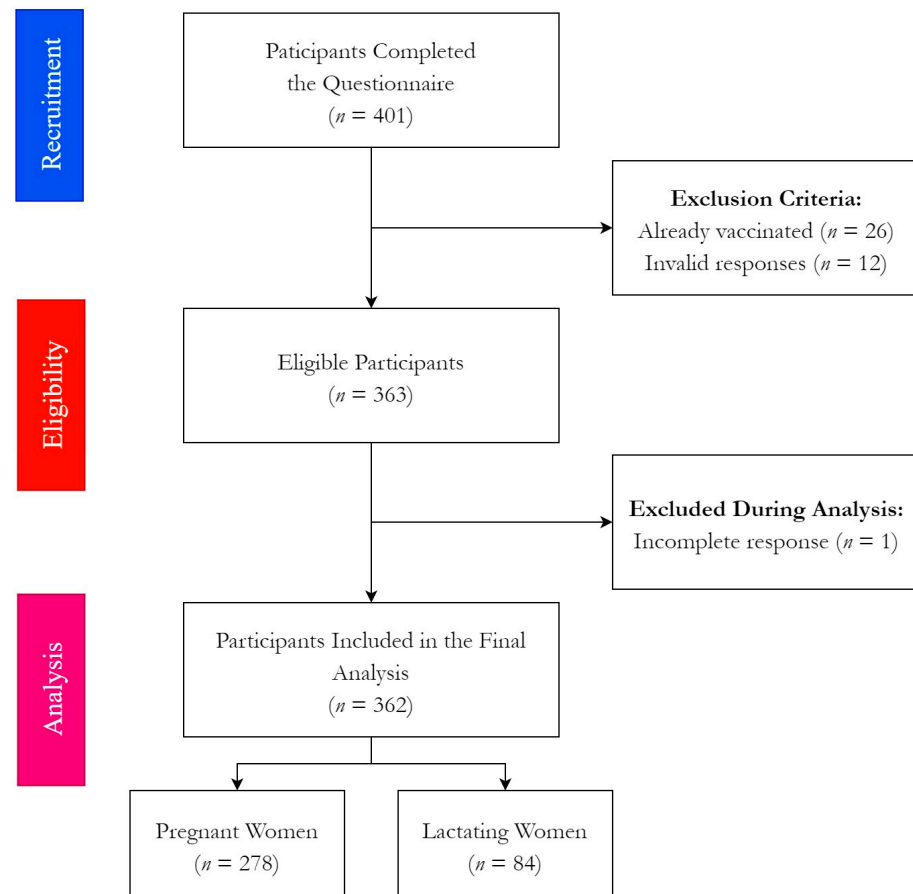 Recruitment
Paticipants Completed
the Questionnaire
(n = 401)
Exclusion Criteria:
Already vaccinated (n = 26)
Invalid responses (n = 12)
Eligibility
Eligible Participants
(n = 363)
Excluded During Analysis:
Incomplete response (n = 1)
Analysis
Participants Included in the Final
Analysis
(n = 362)
Pregnant Women
(n = 278)
Lactating Women
(n = 84)